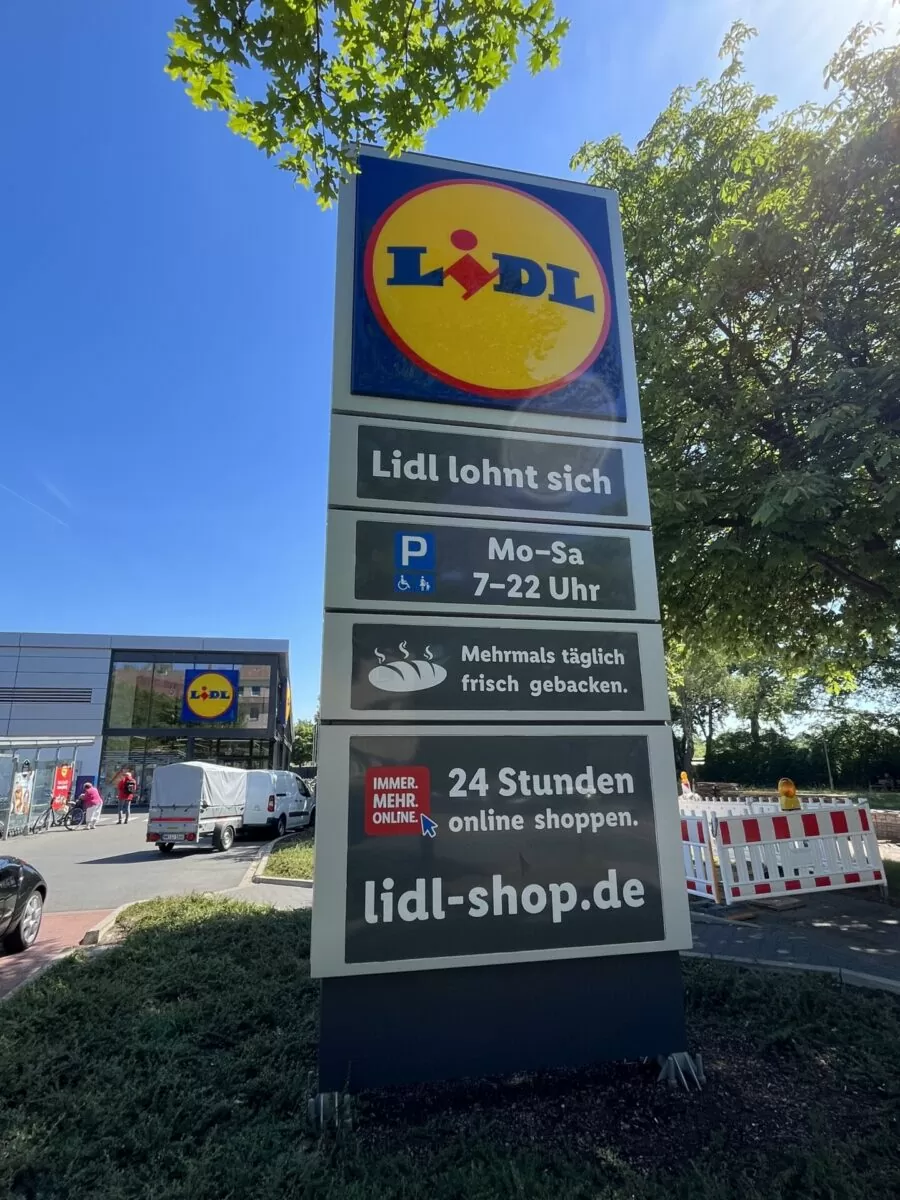 LIDL
Lidl lohnt sich
P
Mo–Sa
7–22 Uhr
Mehrmals täglich
frisch gebacken.
IMMER.
MEHR.
ONLINE.
24 Stunden
online shoppen.
lidl-shop.de
LIDL